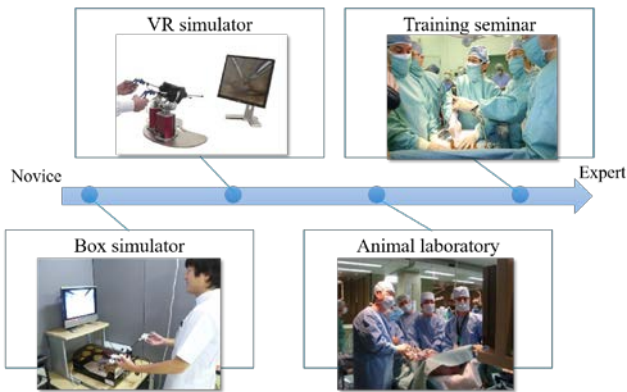 VR simulator
Training seminar
Novice
Expert
Box simulator
Animal laboratory